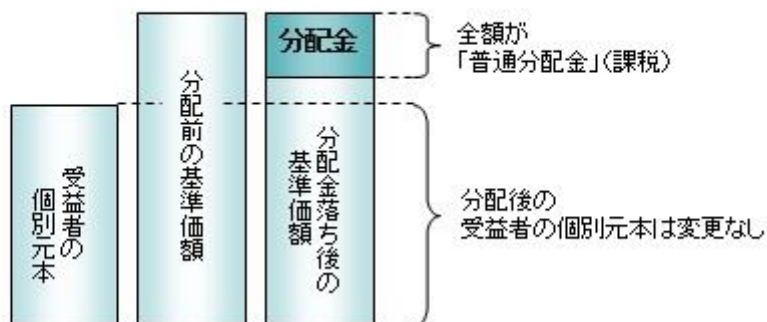 受益者の
個別元本
分配前の基準価額
分配金
分配金落ち後の
基準価額
全額が
「普通分配金」(課税)
分配後の
受益者の個別元本は変更なし